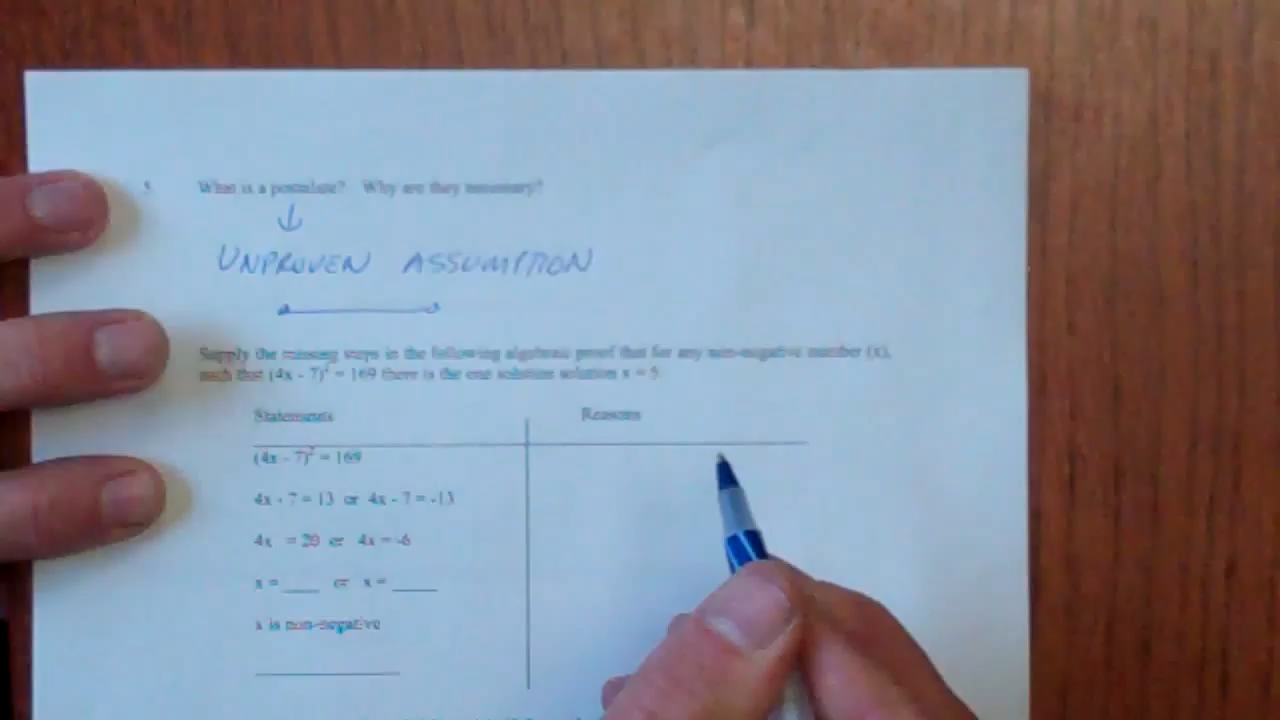 5. What is a postulate? Why are they necessary?
UNPROVEN ASSUMPTION
Supply the missing steps in the following algebraic proof that for any non-negative number (x),
such that (4x - 7)² = 169 there is the one solution solution x = 5
Statements Reasons
(4x - 7)² = 169
4x - 7 = 13 or 4x - 7 = -13
4x = 20 or 4x = -6
x = ____ or x = ____
x is non-negative